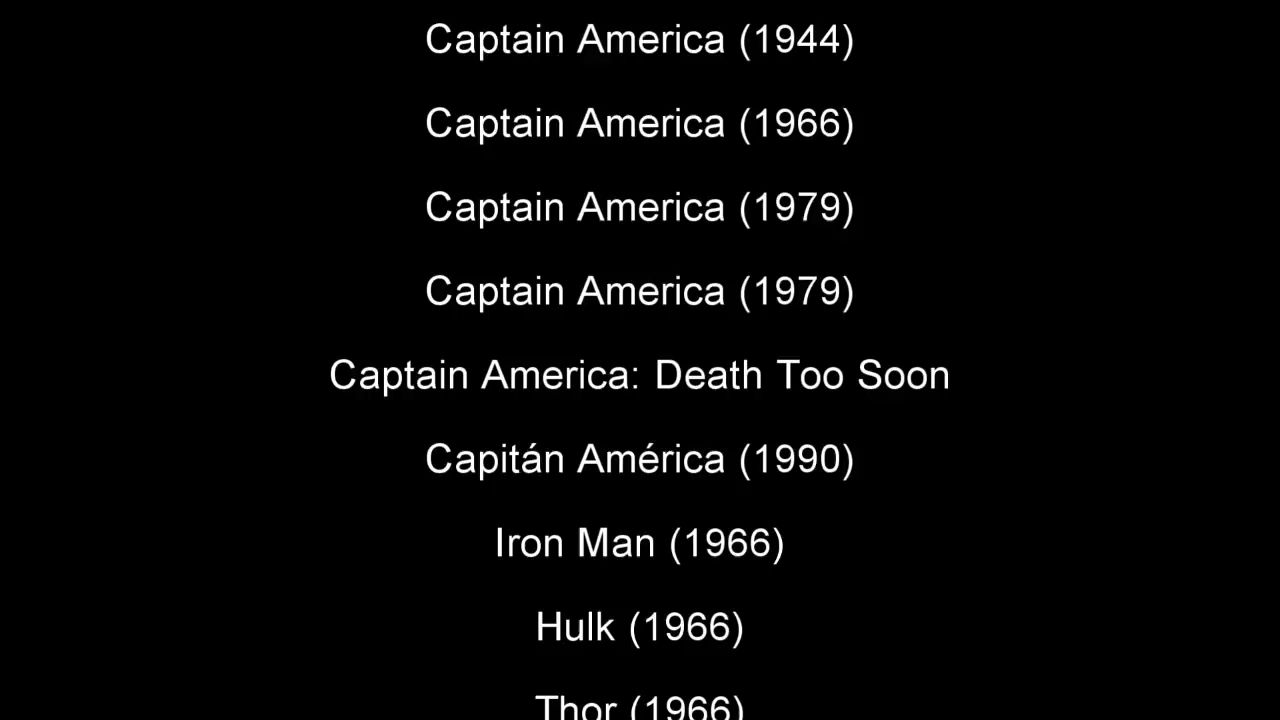 Captain America (1944)
Captain America (1966)
Captain America (1979)
Captain America (1979)
Captain America: Death Too Soon
Capitán América (1990)
Iron Man (1966)
Hulk (1966)
Thor (1966)